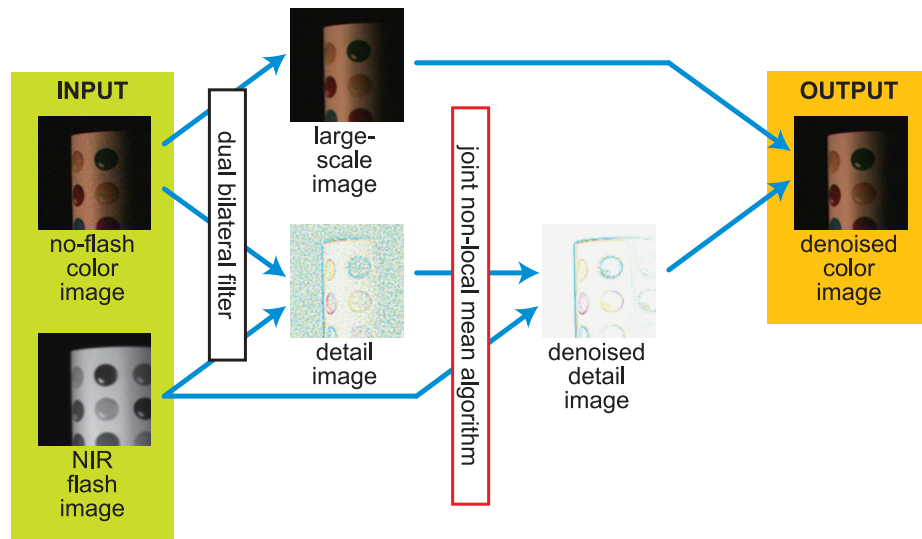 INPUT
no-flash
color
image
NIR
flash
image
dual bilateral filter
large-
scale
image
detail
image
joint non-local mean algorithm
denoised
detail
image
OUTPUT
denoised
color
image